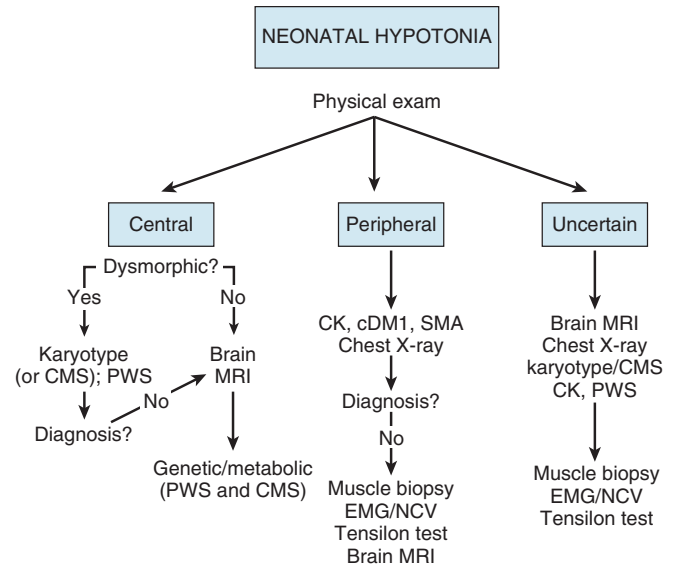 NEONATAL HYPOTONIA
Physical exam
Central
Peripheral
Uncertain
Dysmorphic?
Yes
No
Karyotype
(or CMS); PWS
No
Diagnosis?
Brain
MRI
Genetic/metabolic
(PWS and CMS)
CK, cDM1, SMA
Chest X-ray
Diagnosis?
No
Muscle biopsy
EMG/NCV
Tensilon test
Brain MRI
Brain MRI
Chest X-ray
karyotype/CMS
CK, PWS
Muscle biopsy
EMG/NCV
Tensilon test